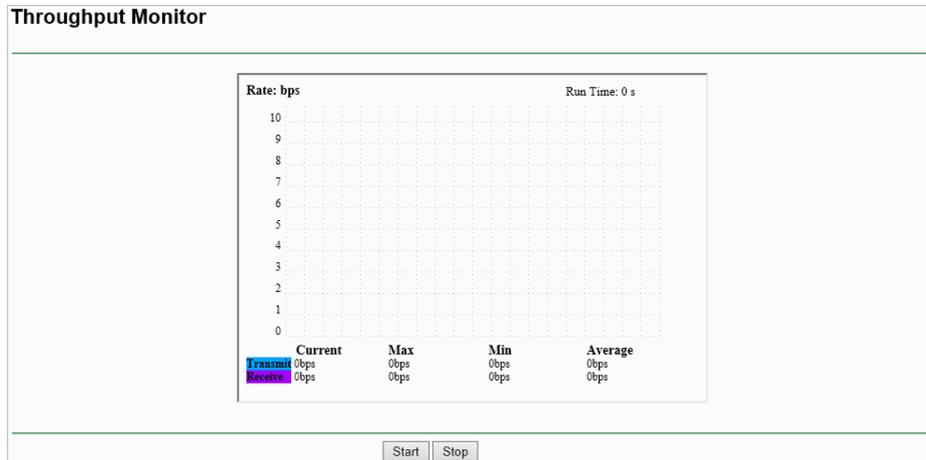 Throughput Monitor
Rate: bps Run Time: 0 s
10
9
8
7
6
5
4
3
2
1
0
Current Max Min Average
Transmit 0bps 0bps 0bps 0bps
Receive 0bps 0bps 0bps 0bps
Start Stop